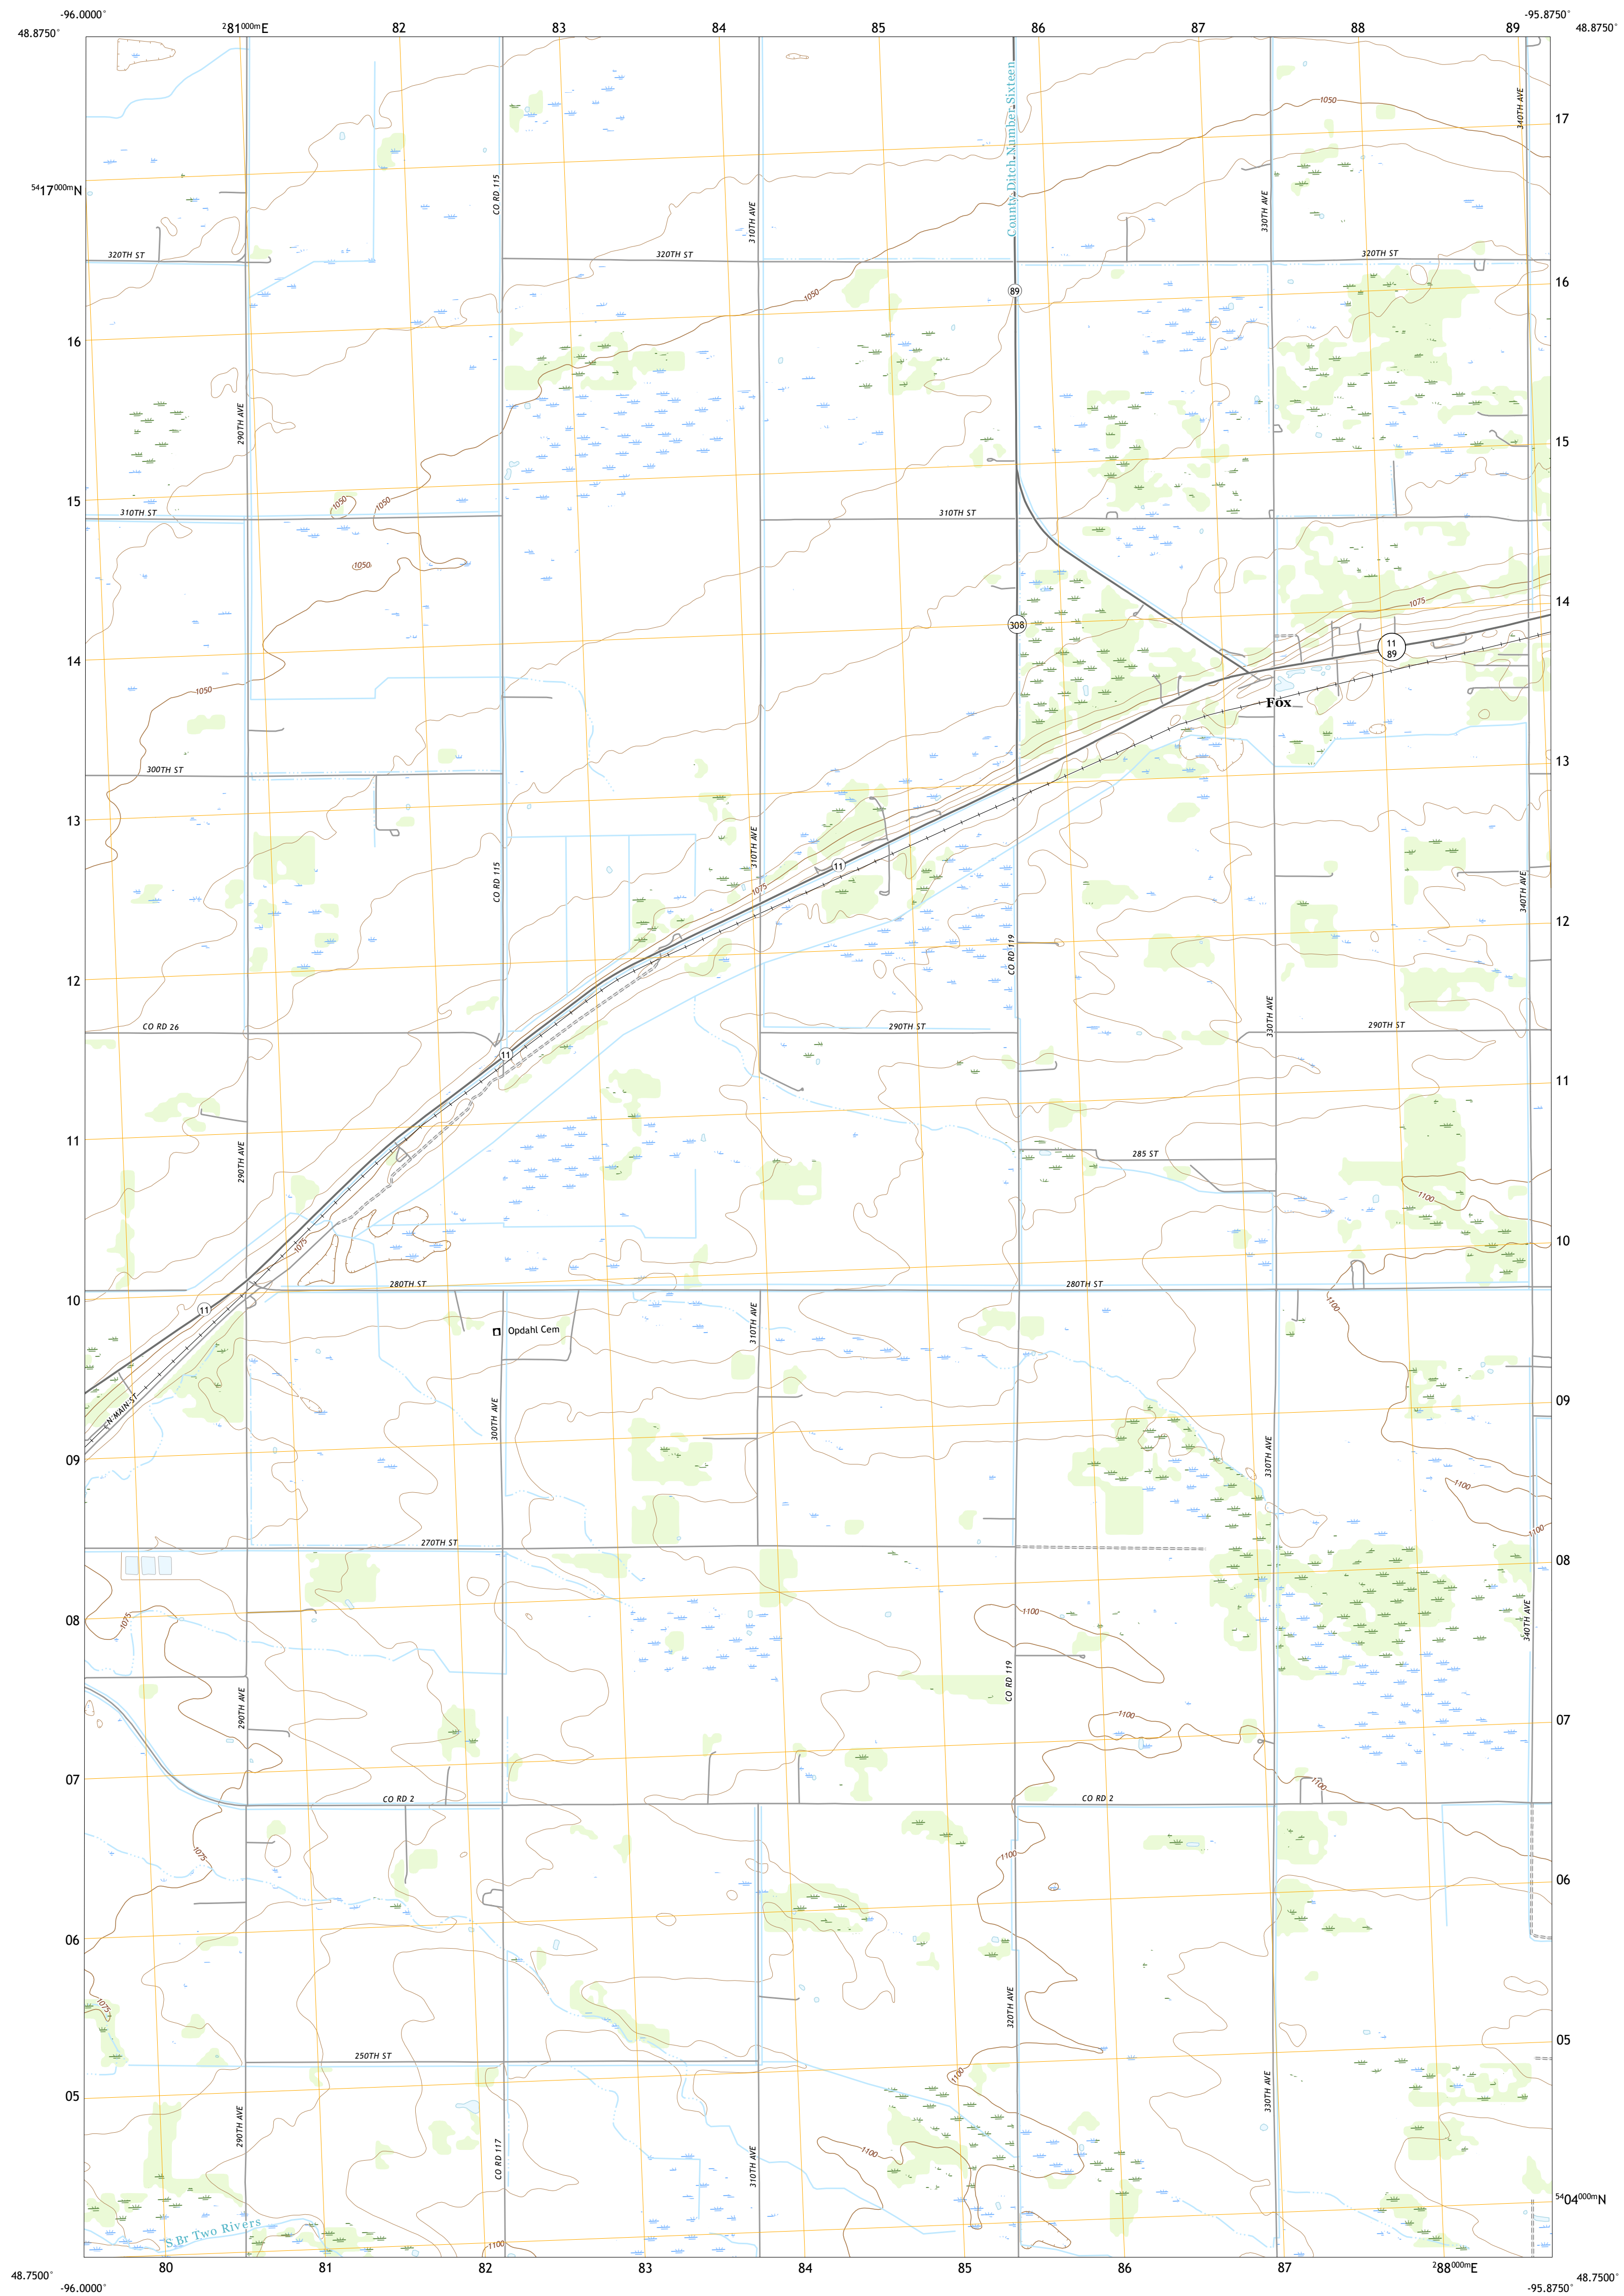 -96.0000°
-95.8750°
48.8750°
²81⁰⁰⁰ᵐE
82
83
84
85
86
87
88
89
48.8750°
340TH AVE
1050
County Ditch Number Sixteen
17
CO RD 115
⁵⁴17⁰⁰⁰ᵐN
330TH AVE
310TH AVE
320TH ST
320TH ST
320TH ST
16
89
1050
16
290TH AVE
15
15
1050
1050
310TH ST
310TH ST
1050
1075
14
308
11
89
14
1050
Fox
300TH ST
13
13
310TH AVE
11
CO RD 115
1075
340TH AVE
12
CO RD 119
12
330TH AVE
CO RD 26
290TH ST
290TH ST
11
11
11
290TH AVE
285 ST
1100
10
1075
280TH ST
280TH ST
10
11
1100
310TH AVE
Opdahl Cem
N MAIN ST
300TH AVE
09
09
330TH AVE
1100
1100
270TH ST
08
1100
1075
08
340TH AVE
CO RD 119
290TH AVE
1100
07
07
1100
CO RD 2
CO RD 2
1075
1100
06
06
1075
320TH AVE
05
250TH ST
1100
05
330TH AVE
290TH AVE
1100
CO RD 117
310TH AVE
⁵⁴04⁰⁰⁰ᵐN
S Br Two Rivers
1100
48.7500°
80
81
82
83
84
85
86
87
²88⁰⁰⁰ᵐE
48.7500°
-96.0000°
-95.8750°